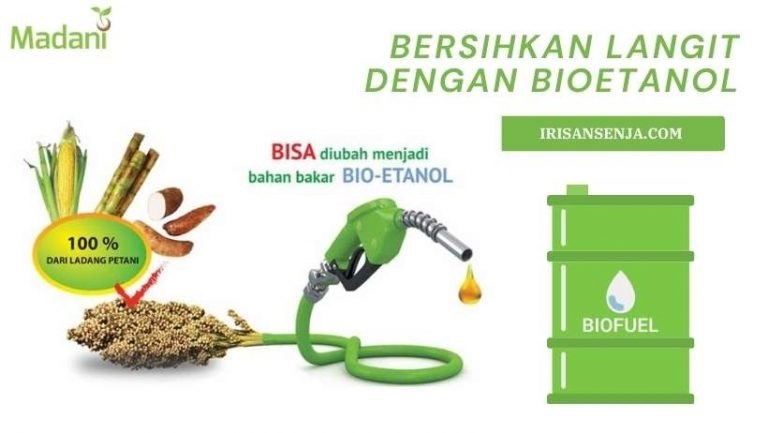 Madani
BERSIHKAN LANGIT
DENGAN BIOETANOL
IRISANSENJA.COM
BISA diubah menjadi
bahan bakar BIO-ETANOL
100 %
DARI LADANG PETANI
BIOFUEL